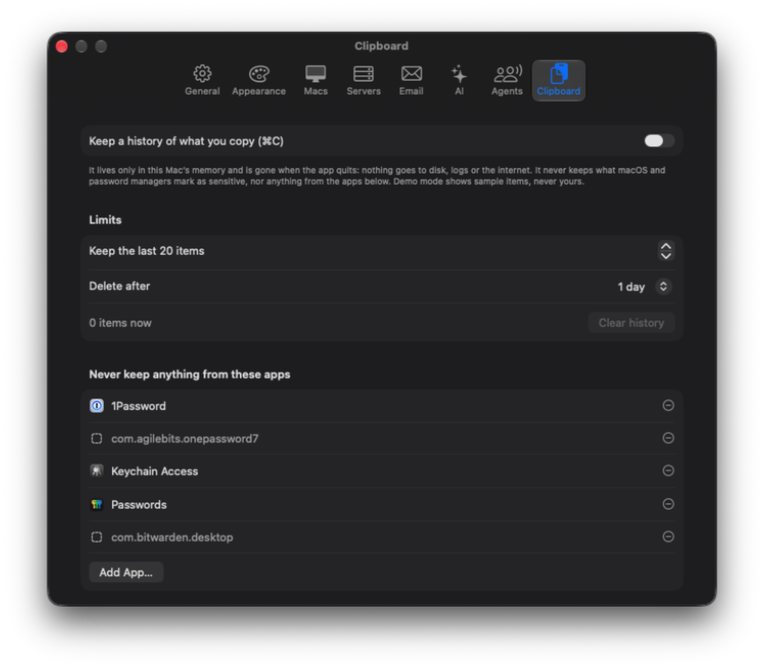 Clipboard
General Appearance Macs Servers Email AI Agents Clipboard
Keep a history of what you copy (⌘C)
It lives only in this Mac's memory and is gone when the app quits: nothing goes to disk, logs or the internet. It never keeps what macOS and
password managers mark as sensitive, nor anything from the apps below. Demo mode shows sample items, never yours.
Limits
Keep the last 20 items
Delete after 1 day
0 items now Clear history
Never keep anything from these apps
1Password
com.agilebits.onepassword7
Keychain Access
Passwords
com.bitwarden.desktop
Add App...